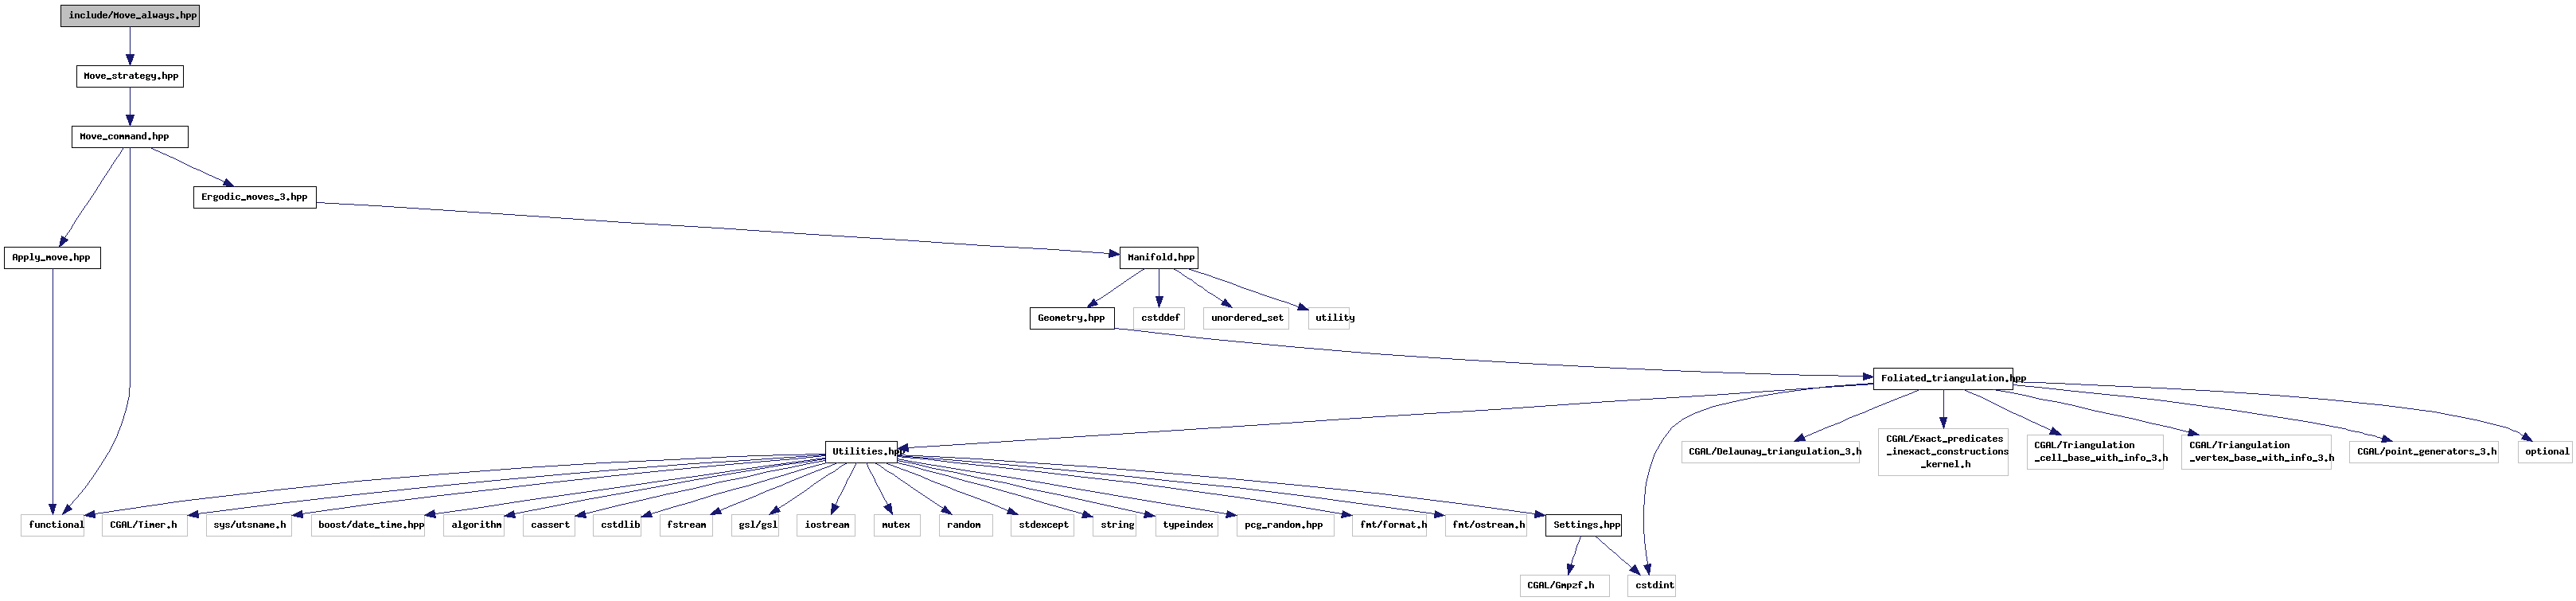 include/Move_always.hpp
Move_strategy.hpp
Move_command.hpp
Ergodic_moves_3.hpp
Apply_move.hpp
Manifold.hpp
Geometry.hpp
cstddef
unordered_set
utility
Foliated_triangulation.hpp
Utilities.hpp
CGAL/Delaunay_triangulation_3.h
CGAL/Exact_predicates
_inexact_constructions
_kernel.h
CGAL/Triangulation
_cell_base_with_info_3.h
CGAL/Triangulation
_vertex_base_with_info_3.h
CGAL/point_generators_3.h
optional
functional
CGAL/Timer.h
sys/utsname.h
boost/date_time.hpp
algorithm
cassert
cstdlib
fstream
gsl/gsl
iostream
mutex
random
stdexcept
string
typeindex
pcg_random.hpp
fmt/format.h
fmt/ostream.h
Settings.hpp
CGAL/Gmpzf.h
cstdint